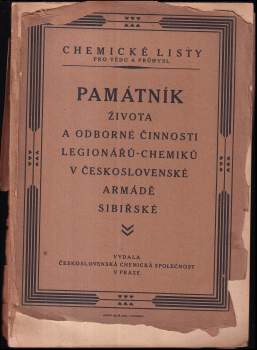 CHEMICKÉ LISTY
PRO VĚDU A PRŮMYSL
PAMÁTNÍK
ŽIVOTA
A ODBORNÉ ČINNOSTI
LEGIONÁŘŮ-CHEMIKŮ
V ČESKOSLOVENSKÉ
ARMÁDĚ
SIBIŘSKÉ
VYDALA
ČESKOSLOVENSKÁ CHEMICKÁ SPOLEČNOST
V PRAZE